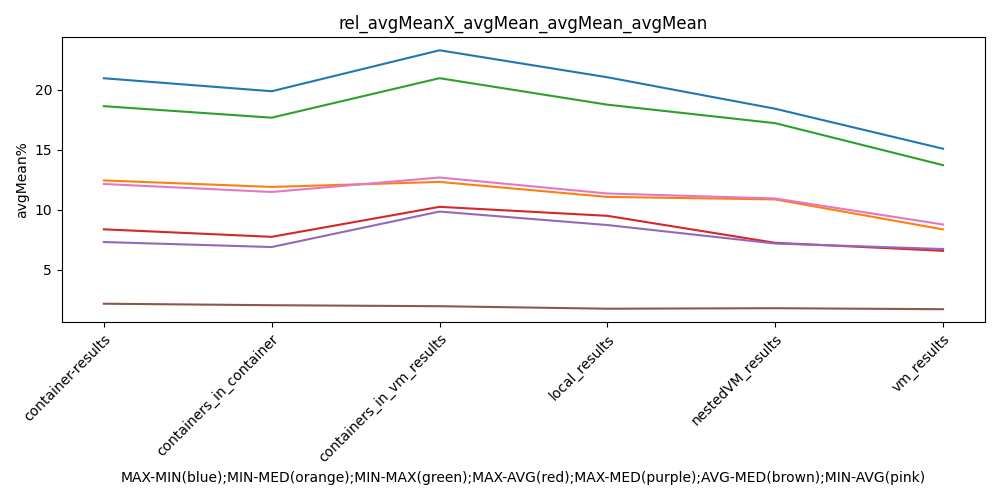 rel_avgMeanX_avgMean_avgMean_avgMean
avgMean%
20
15
10
5
container-results
containers_in_container
containers_in_vm_results
local_results
nestedVM_results
vm_results
MAX-MIN(blue);MIN-MED(orange);MIN-MAX(green);MAX-AVG(red);MAX-MED(purple);AVG-MED(brown);MIN-AVG(pink)